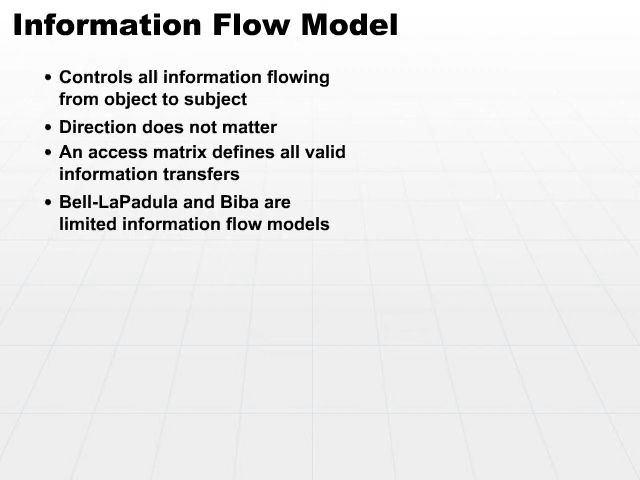 Information Flow Model
• Controls all information flowing
from object to subject
• Direction does not matter
• An access matrix defines all valid
information transfers
• Bell-LaPadula and Biba are
limited information flow models